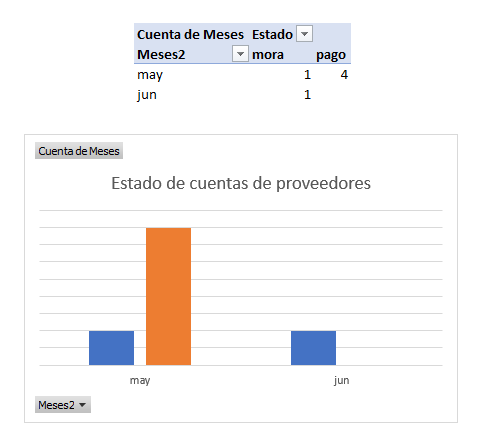 Cuenta de Meses Estado
Meses2 mora pago
may 1 4
jun 1
Cuenta de Meses
Estado de cuentas de proveedores
may jun
Meses2